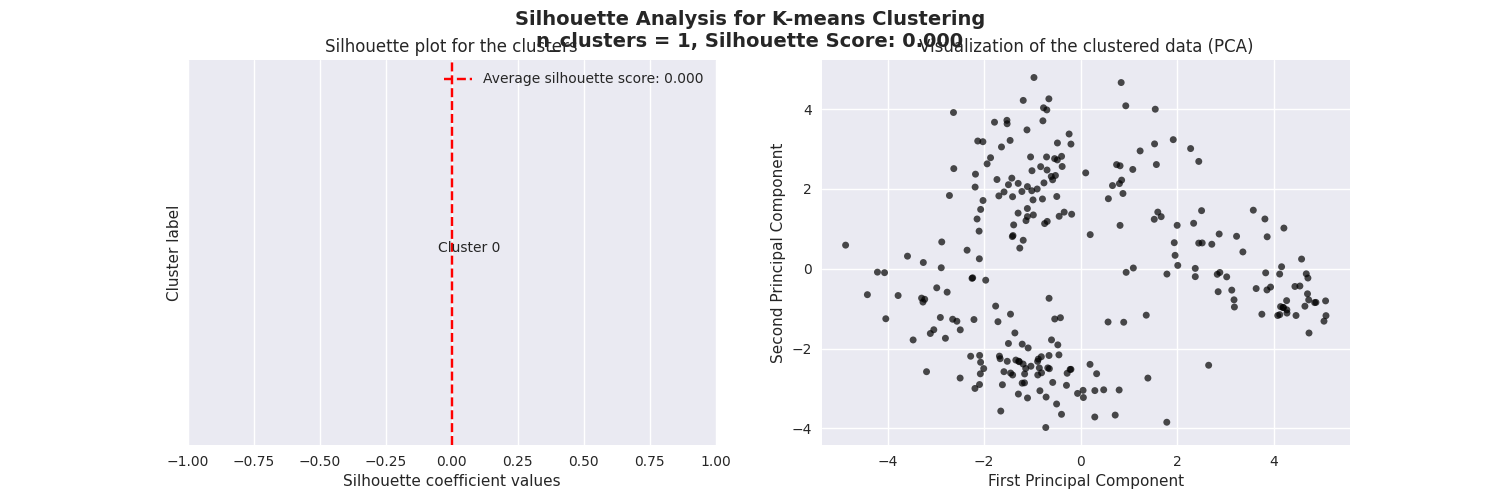 Silhouette Analysis for K-means Clustering
n_clusters = 1, Silhouette Score: 0.000
Silhouette plot for the clusters
Average silhouette score: 0.000
Cluster label
Cluster 0
−1.00 −0.75 −0.50 −0.25 0.00 0.25 0.50 0.75 1.00
Silhouette coefficient values
Visualization of the clustered data (PCA)
Second Principal Component
4
2
0
−2
−4
−4 −2 0 2 4
First Principal Component